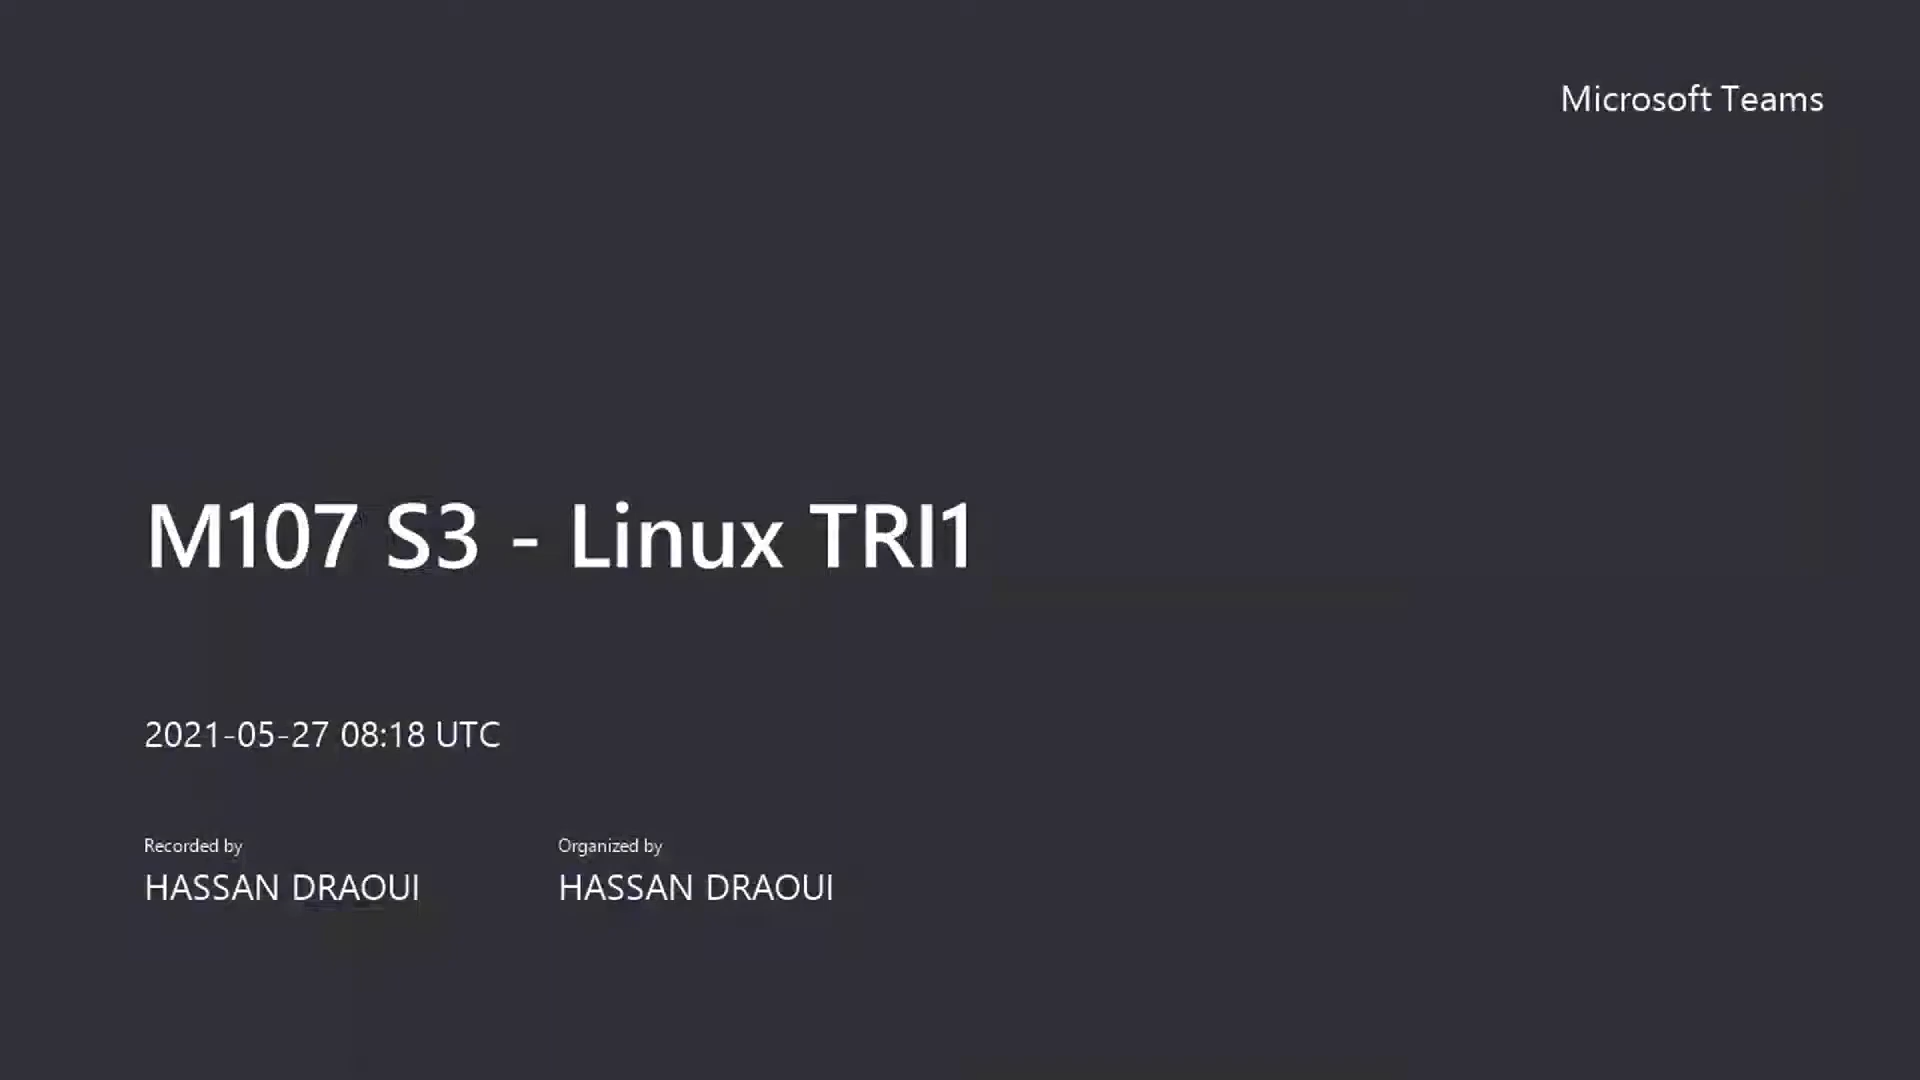 Microsoft Teams
M107 S3 - Linux TRI1
2021-05-27 08:18 UTC
Recorded by
HASSAN DRAOUI
Organized by
HASSAN DRAOUI